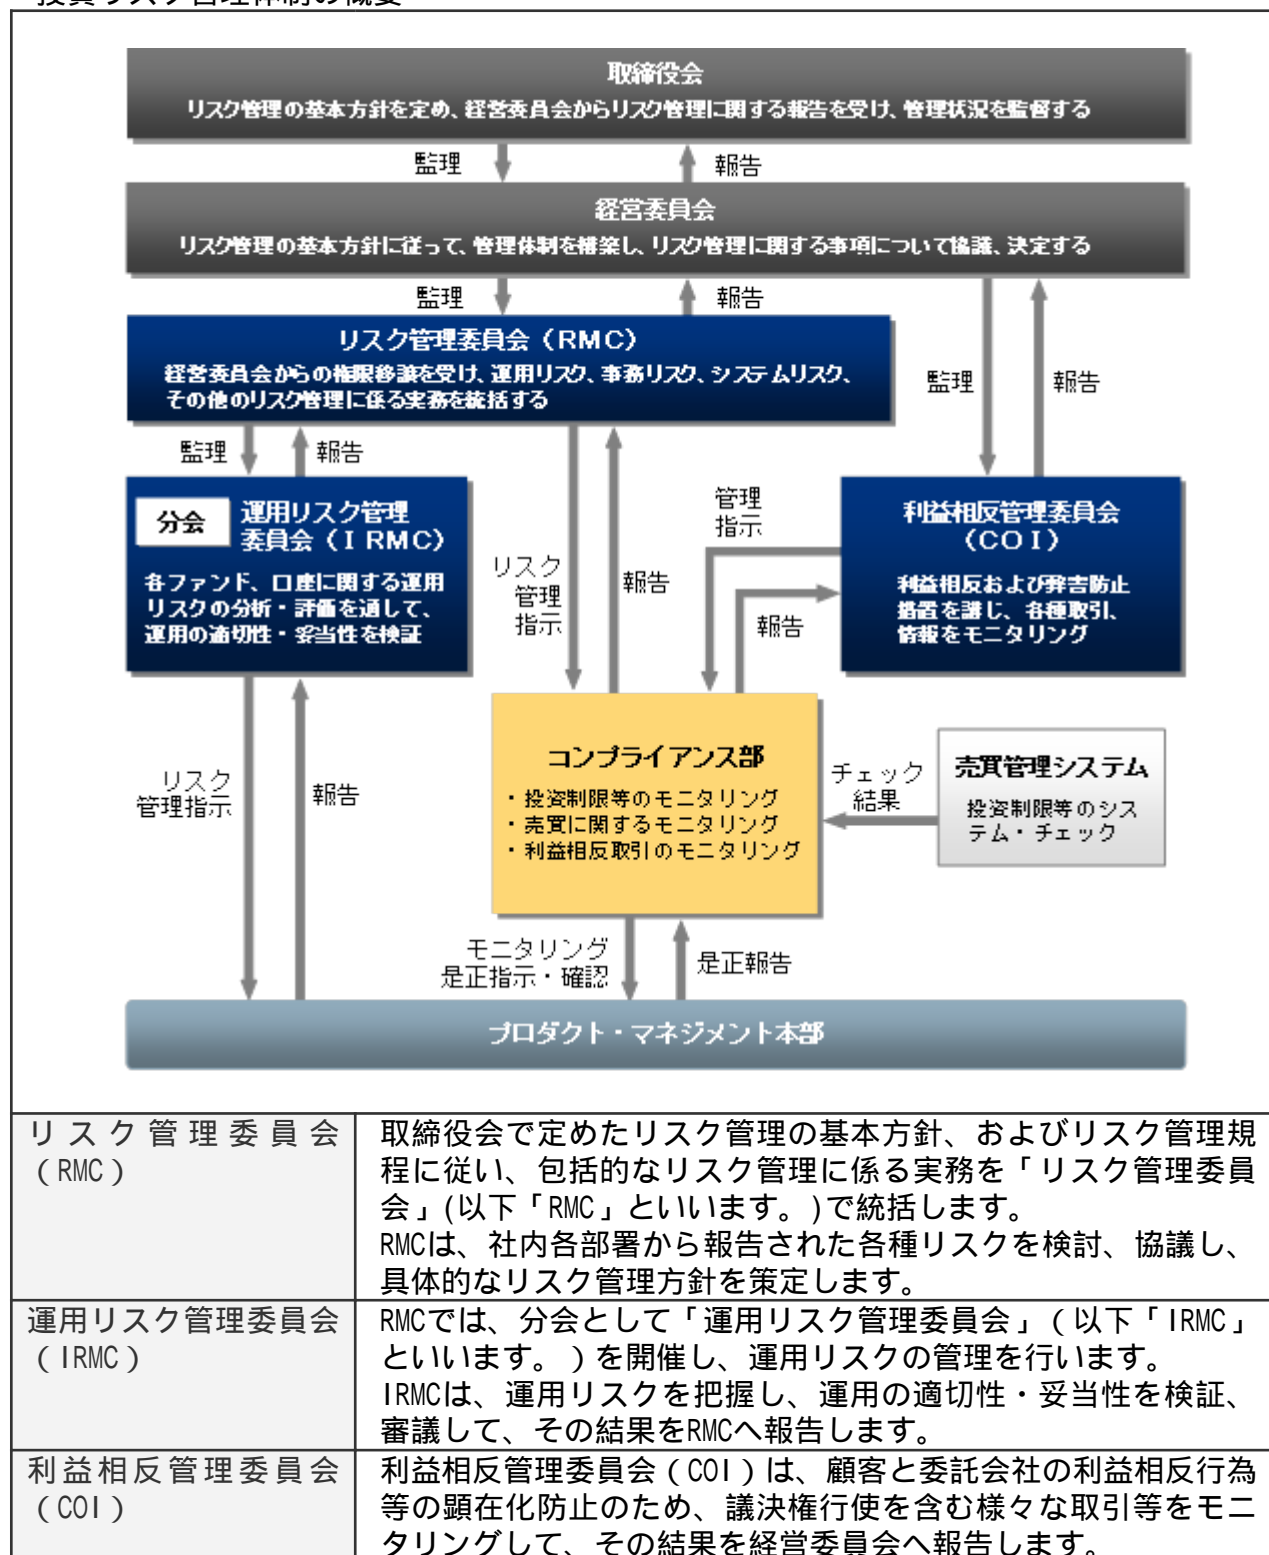 投資リスク管理体制の概要
取締役会
リスク管理の基本方針を定め、経営委員会からリスク管理に関する報告を受け、管理状況を監督する
監理
報告
経営委員会
リスク管理の基本方針に従って、管理体制を構築し、リスク管理に関する事項について協議、決定する
監理
報告
リスク管理委員会（RMC）
経営委員会からの権限移譲を受け、運用リスク、事務リスク、システムリスク、
その他のリスク管理に係る実務を統括する
監理
報告
監理
報告
分会
運用リスク管理
委員会（IRMC）
各ファンド、口座に関する運用
リスクの分析・評価を通して、
運用の適切性・妥当性を検証
リスク
管理
指示
報告
管理
指示
報告
利益相反管理委員会
（COI）
利益相反および弊害防止
措置を講じ、各種取引、
情報をモニタリング
リスク
管理指示
報告
コンプライアンス部
・投資制限等のモニタリング
・売買に関するモニタリング
・利益相反取引のモニタリング
チェック
結果
売買管理システム
投資制限等のシス
テム・チェック
モニタリング
是正指示・確認
是正報告
プロダクト・マネジメント本部
リスク管理委員会
（RMC）
取締役会で定めたリスク管理の基本方針、およびリスク管理規
程に従い、包括的なリスク管理に係る実務を「リスク管理委員
会」(以下「RMC」といいます。)で統括します。
RMCは、社内各部署から報告された各種リスクを検討、協議し、
具体的なリスク管理方針を策定します。
運用リスク管理委員会
（IRMC）
RMCでは、分会として「運用リスク管理委員会」（以下「IRMC」
といいます。）を開催し、運用リスクの管理を行います。
IRMCは、運用リスクを把握し、運用の適切性・妥当性を検証、
審議して、その結果をRMCへ報告します。
利益相反管理委員会
（COI）
利益相反管理委員会（COI）は、顧客と委託会社の利益相反行為
等の顕在化防止のため、議決権行使を含む様々な取引等をモニ
タリングして、その結果を経営委員会へ報告します。